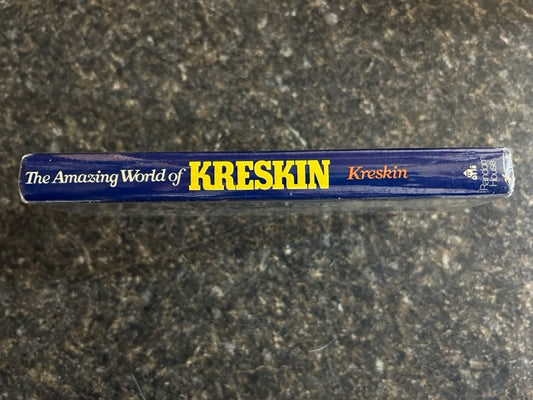 The Amazing World of KRESKIN Kreskin
Random
House